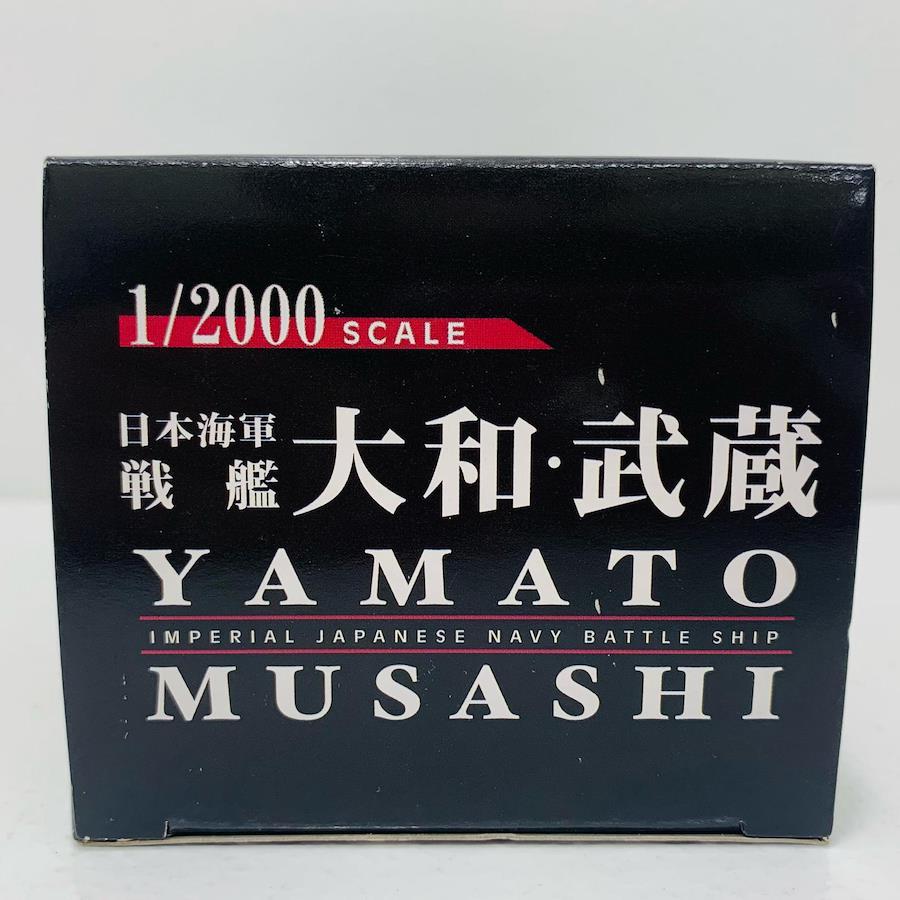 1/2000 SCALE
日本海軍
戦艦 大和・武蔵
YAMATO
IMPERIAL JAPANESE NAVY BATTLE SHIP
MUSASHI